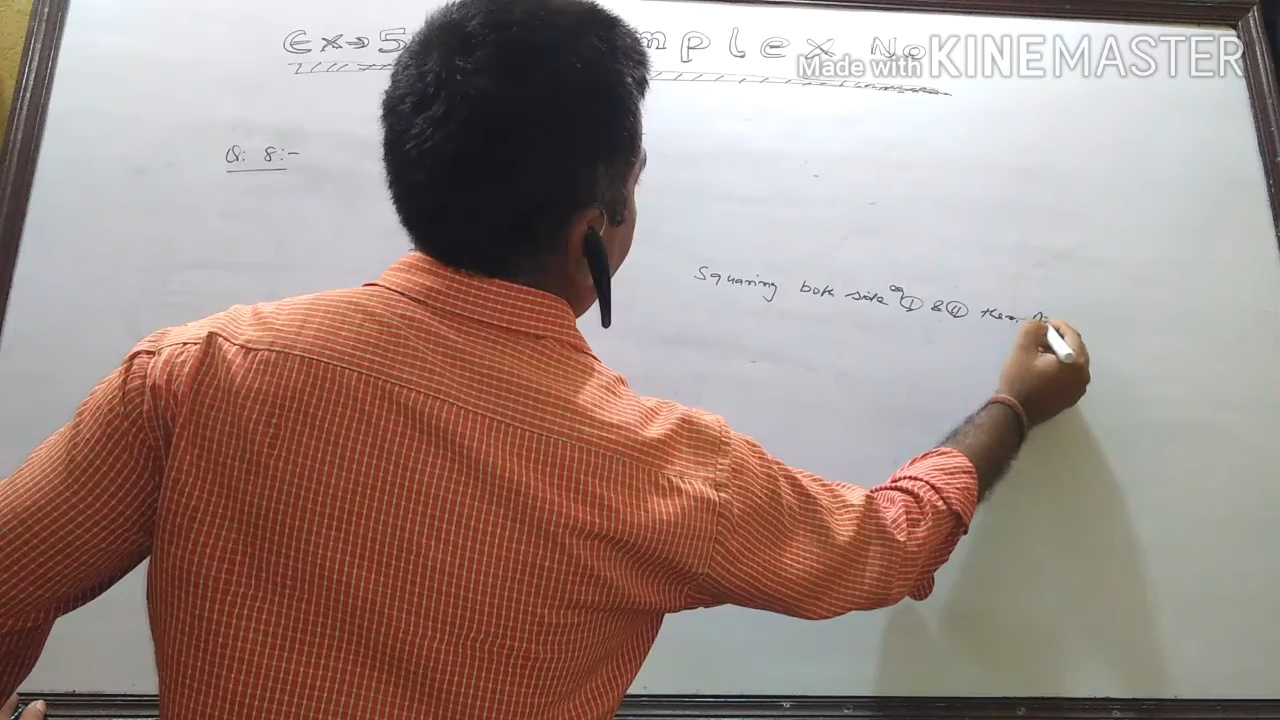 Ex→5 mplex No
Made with KINEMASTER
Q: 8:-
Squaring both side eq ① & ② then